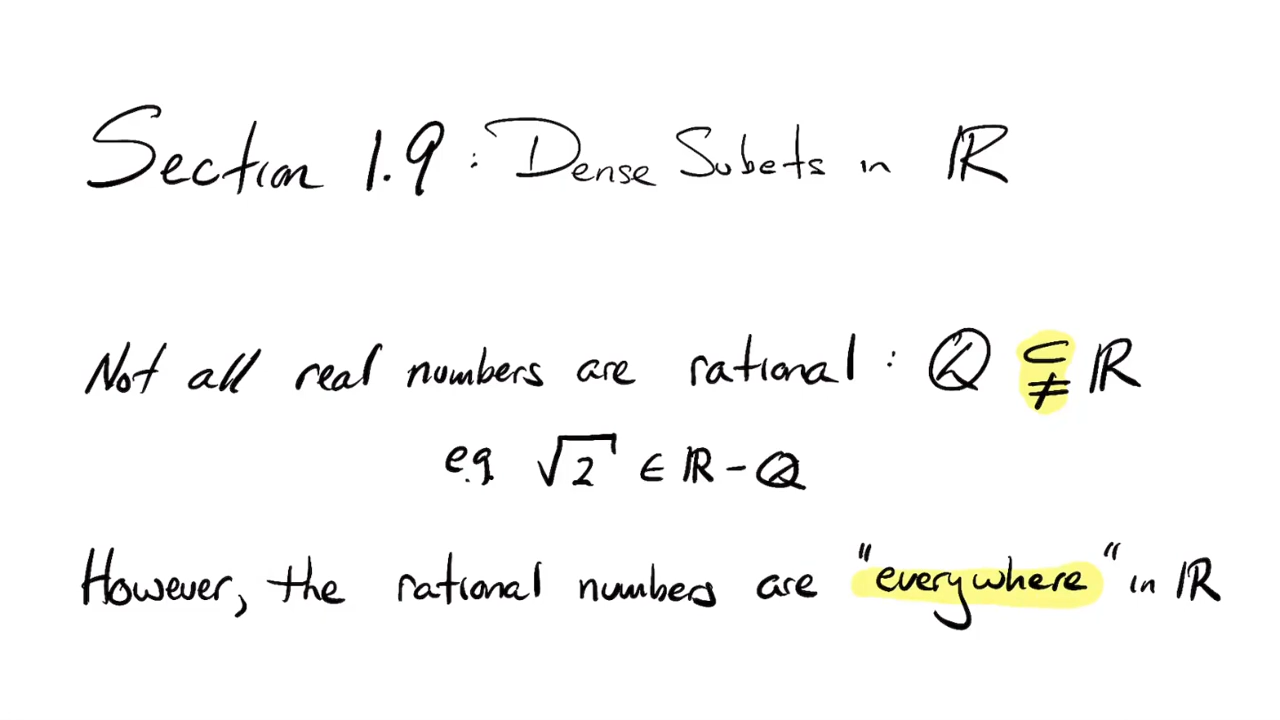 Section 1.9: Dense Subets in ℝ
Not all real numbers are rational: ℚ ⊊ ℝ
e.g. √2 ∈ ℝ - ℚ
However, the rational numbers are "everywhere" in ℝ